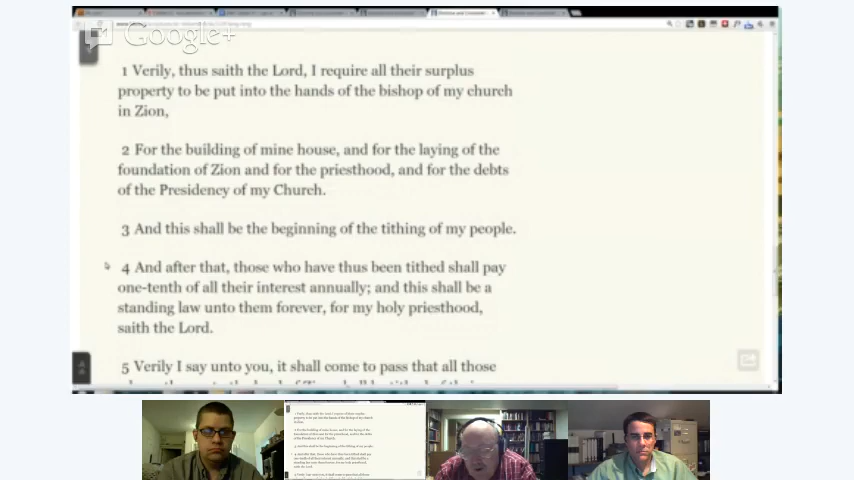 Google+
1 Verily, thus saith the Lord, I require all their surplus
property to be put into the hands of the bishop of my church
in Zion,
2 For the building of mine house, and for the laying of the
foundation of Zion and for the priesthood, and for the debts
of the Presidency of my Church.
3 And this shall be the beginning of the tithing of my people.
4 And after that, those who have thus been tithed shall pay
one-tenth of all their interest annually; and this shall be a
standing law unto them forever, for my holy priesthood,
saith the Lord.
5 Verily I say unto you, it shall come to pass that all those